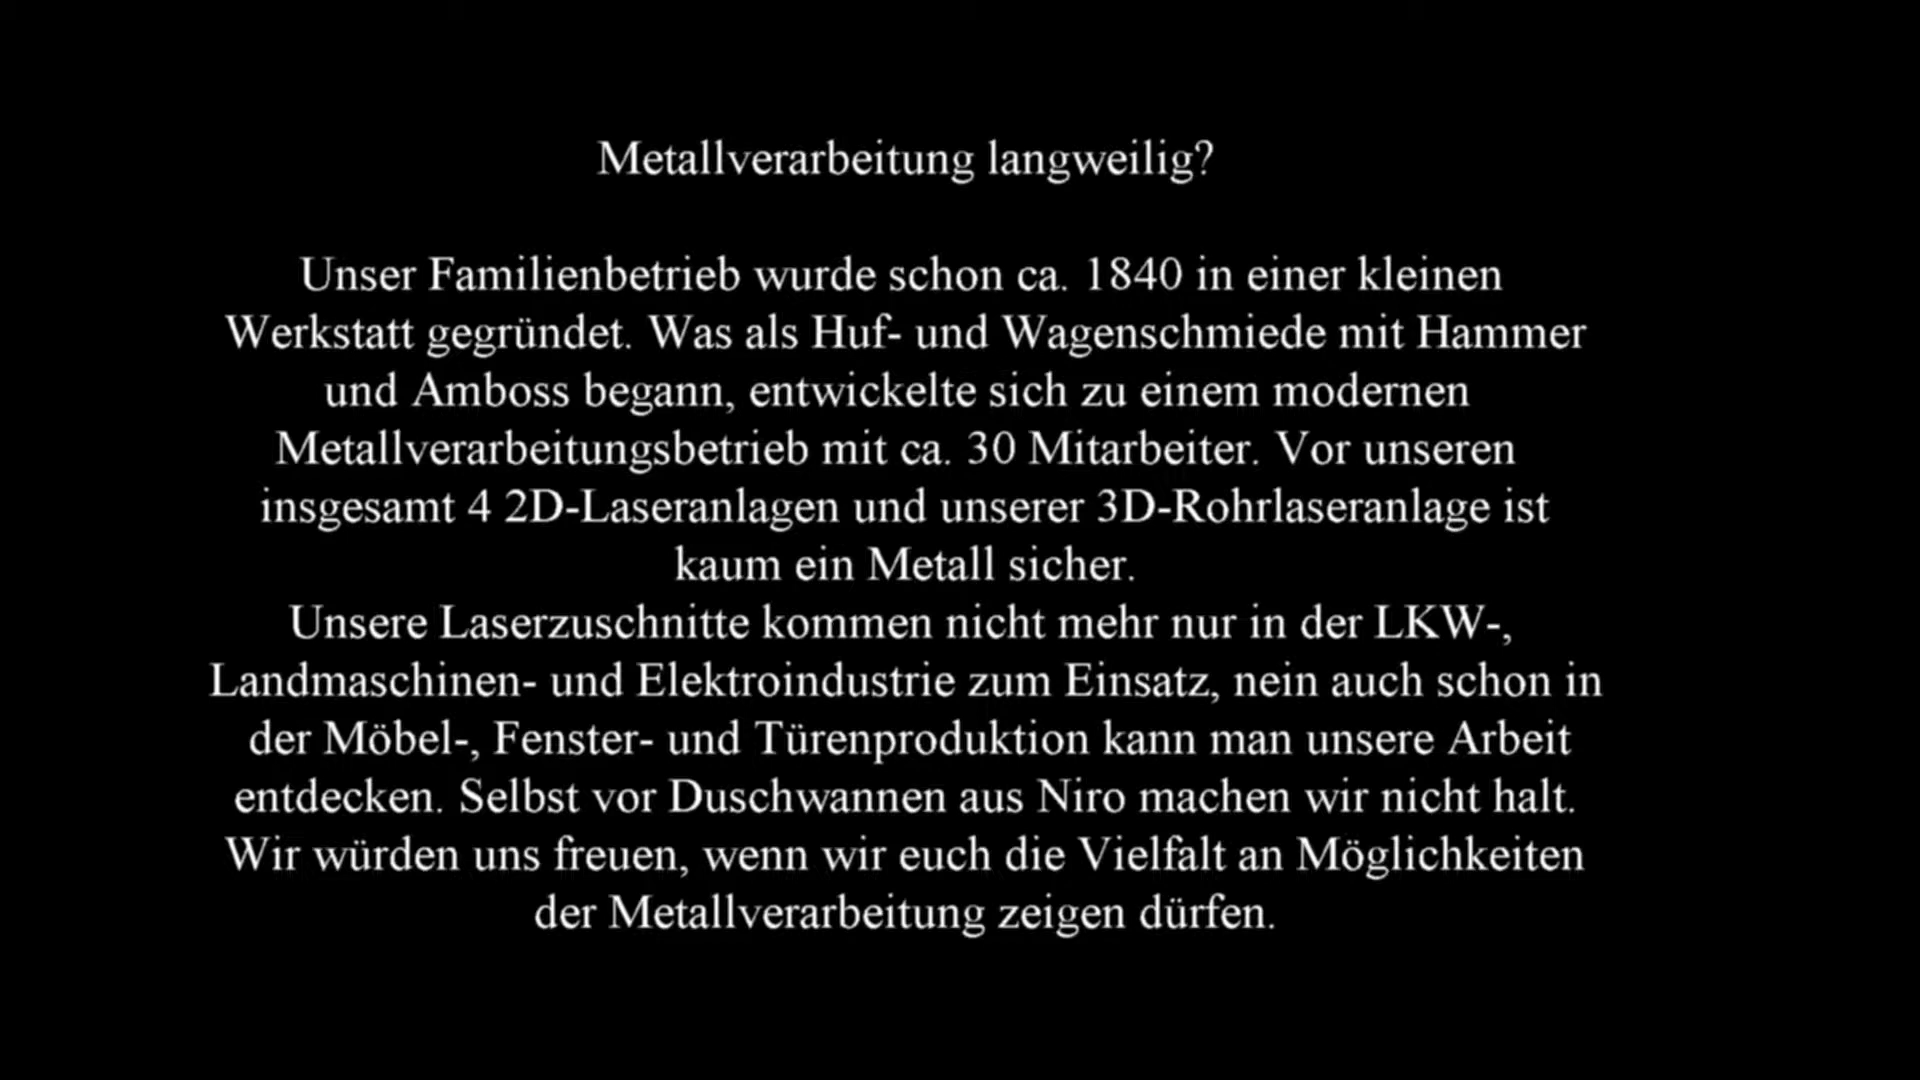 Metallverarbeitung langweilig?
Unser Familienbetrieb wurde schon ca. 1840 in einer kleinen
Werkstatt gegründet. Was als Huf- und Wagenschmiede mit Hammer
und Amboss begann, entwickelte sich zu einem modernen
Metallverarbeitungsbetrieb mit ca. 30 Mitarbeiter. Vor unseren
insgesamt 4 2D-Laseranlagen und unserer 3D-Rohrlaseranlage ist
kaum ein Metall sicher.
Unsere Laserzuschnitte kommen nicht mehr nur in der LKW-,
Landmaschinen- und Elektroindustrie zum Einsatz, nein auch schon in
der Möbel-, Fenster- und Türenproduktion kann man unsere Arbeit
entdecken. Selbst vor Duschwannen aus Niro machen wir nicht halt.
Wir würden uns freuen, wenn wir euch die Vielfalt an Möglichkeiten
der Metallverarbeitung zeigen dürfen.